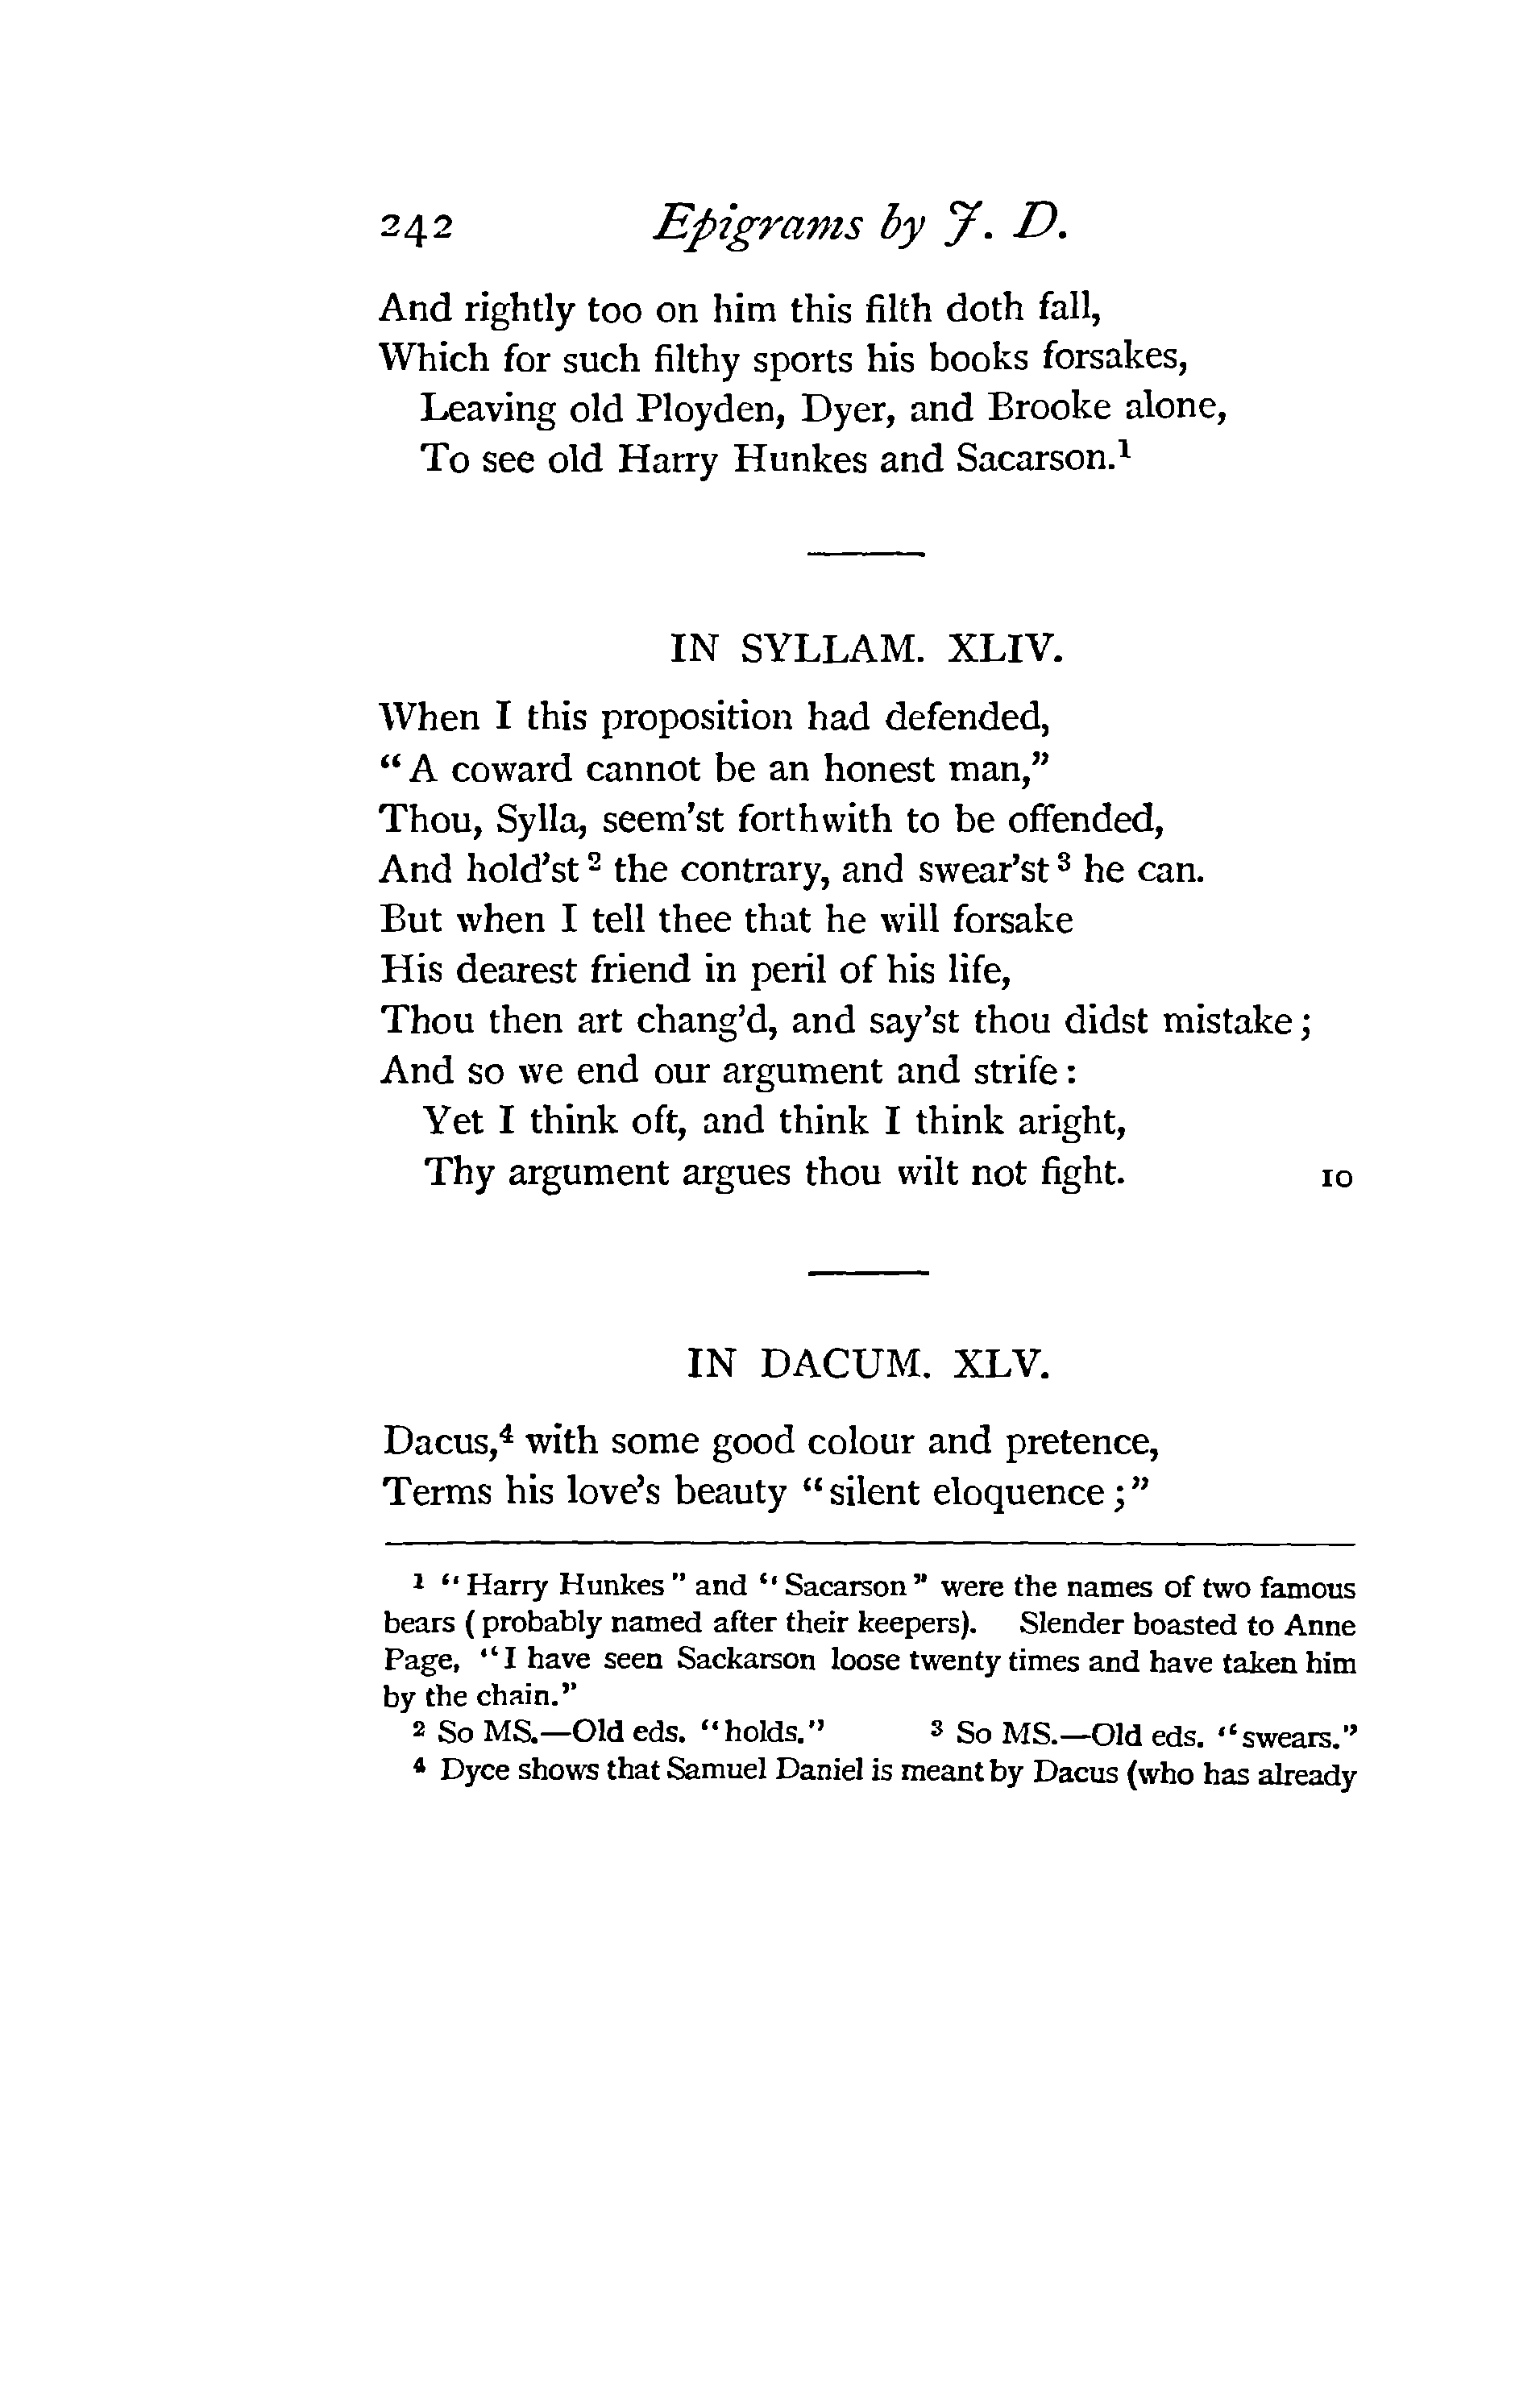 242 Epigrams by J. D.
And rightly too on him this filth doth fall,
Which for such filthy sports his books forsakes,
Leaving old Ployden, Dyer, and Brooke alone,
To see old Harry Hunkes and Sacarson.¹
IN SYLLAM. XLIV.
When I this proposition had defended,
“A coward cannot be an honest man,”
Thou, Sylla, seem'st forthwith to be offended,
And hold'st² the contrary, and swear'st³ he can.
But when I tell thee that he will forsake
His dearest friend in peril of his life,
Thou then art chang'd, and say'st thou didst mistake;
And so we end our argument and strife:
Yet I think oft, and think I think aright,
Thy argument argues thou wilt not fight. 10
IN DACUM. XLV.
Dacus,⁴ with some good colour and pretence,
Terms his love's beauty “silent eloquence;”
¹ “Harry Hunkes” and “Sacarson” were the names of two famous
bears (probably named after their keepers). Slender boasted to Anne
Page, “I have seen Sackarson loose twenty times and have taken him
by the chain.”
² So MS.—Old eds. “holds.” ³ So MS.—Old eds. “swears.”
⁴ Dyce shows that Samuel Daniel is meant by Dacus (who has already